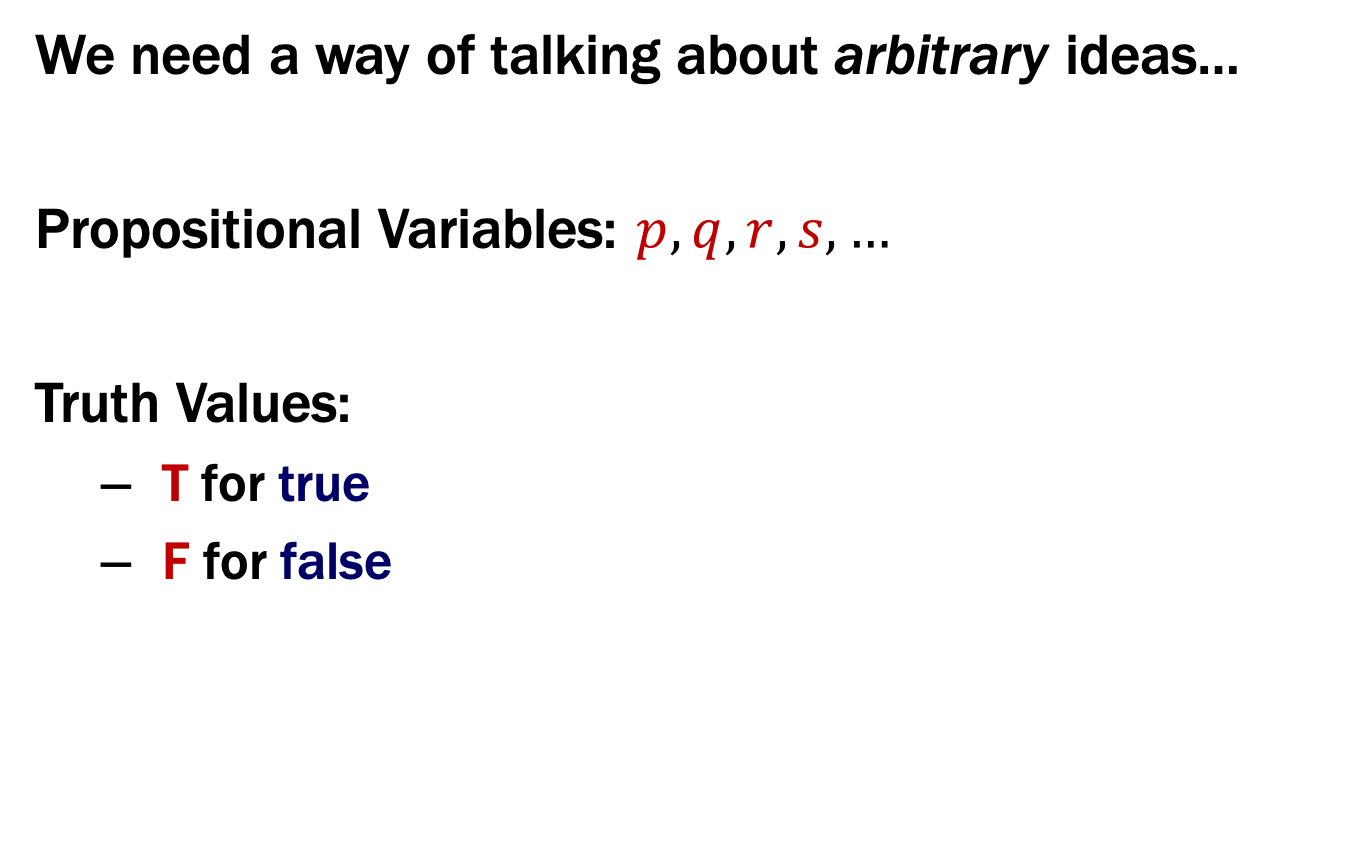 We need a way of talking about arbitrary ideas...
Propositional Variables: p, q, r, s, ...
Truth Values:
– T for true
– F for false